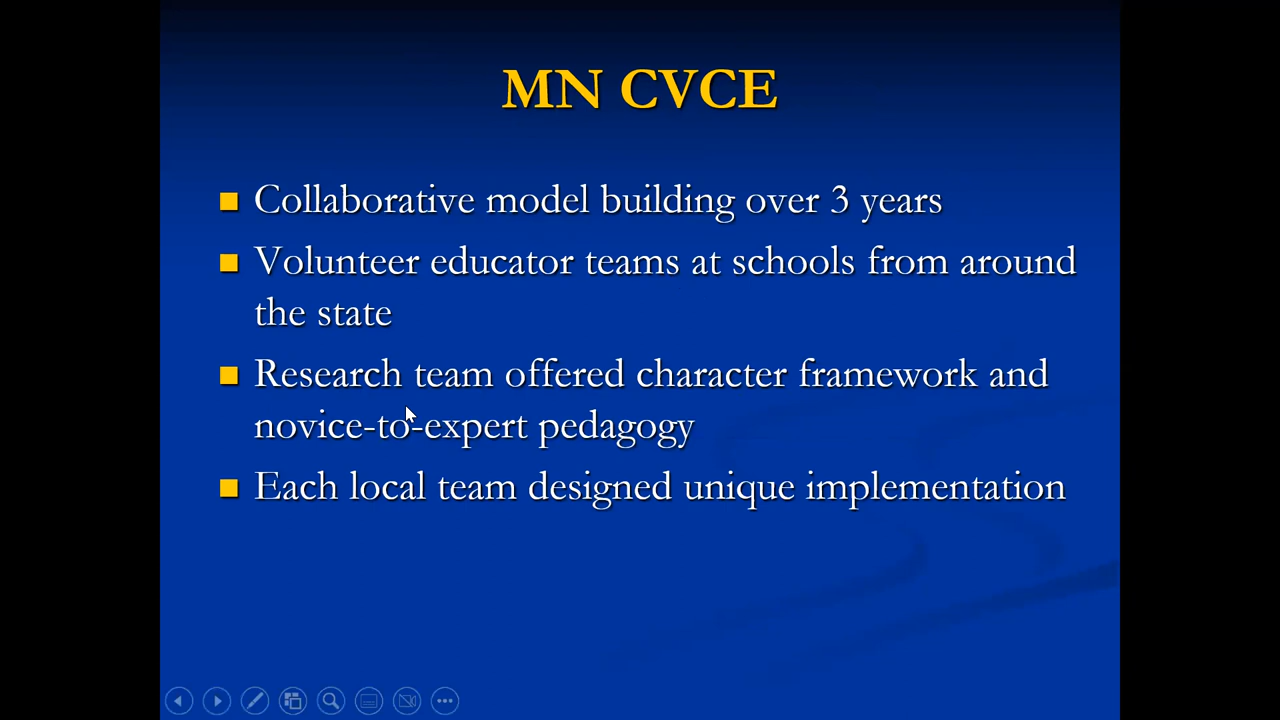 MN CVCE
Collaborative model building over 3 years
Volunteer educator teams at schools from around
the state
Research team offered character framework and
novice-to-expert pedagogy
Each local team designed unique implementation